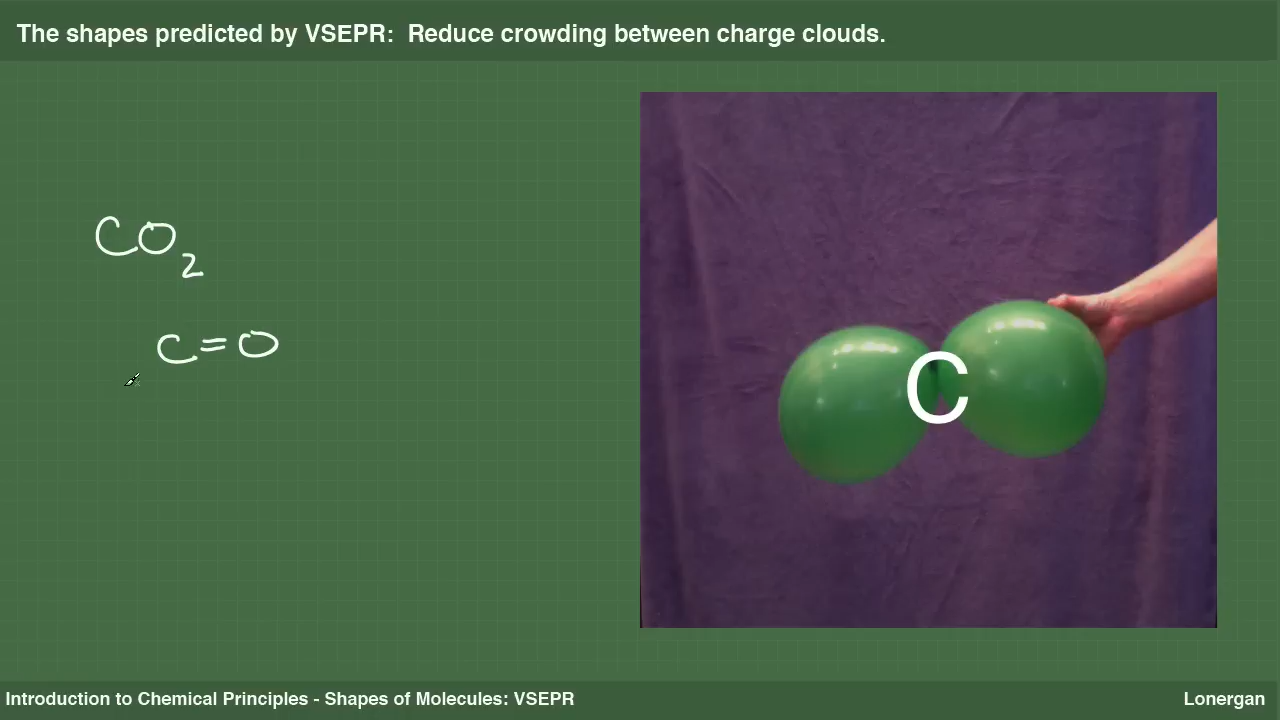 The shapes predicted by VSEPR:  Reduce crowding between charge clouds.
CO₂
C=O
C
Introduction to Chemical Principles - Shapes of Molecules: VSEPR
Lonergan